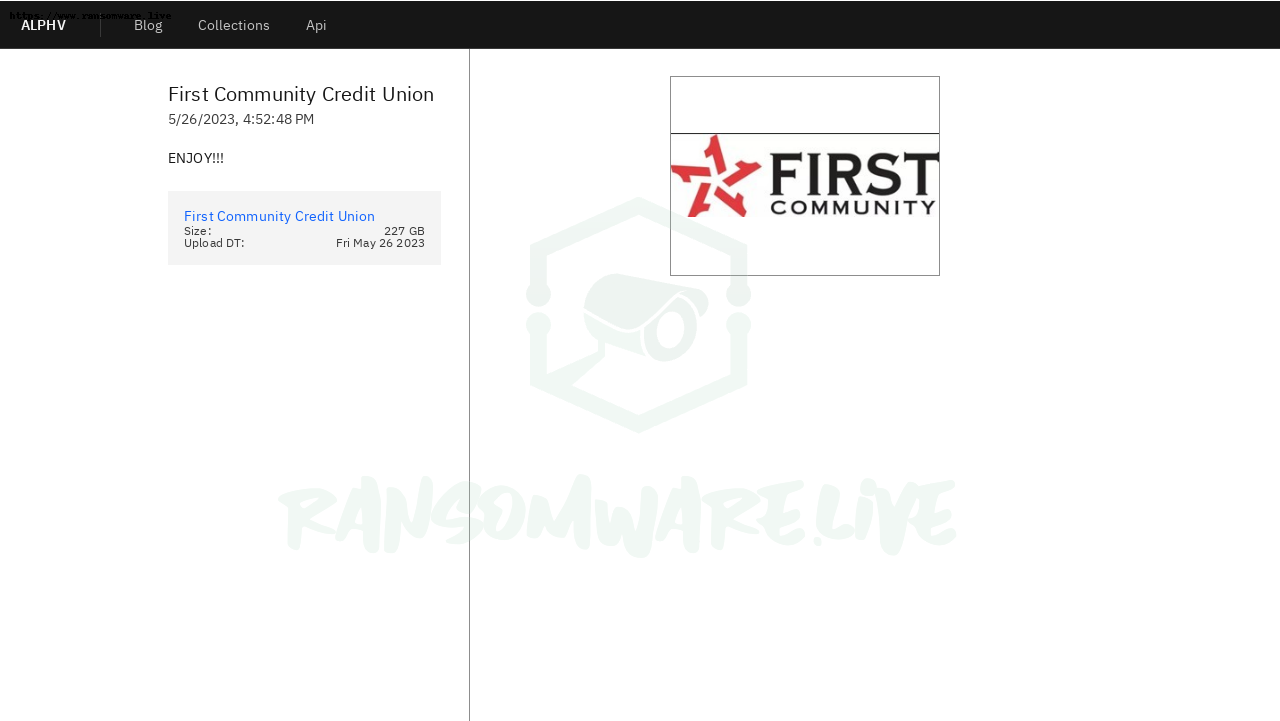 https://www.ransomware.live
ALPHV
Blog
Collections
Api
First Community Credit Union
5/26/2023, 4:52:48 PM
ENJOY!!!
First Community Credit Union
Size: 227 GB
Upload DT: Fri May 26 2023
FIRST
COMMUNITY
RANSOMWARE.LIVE